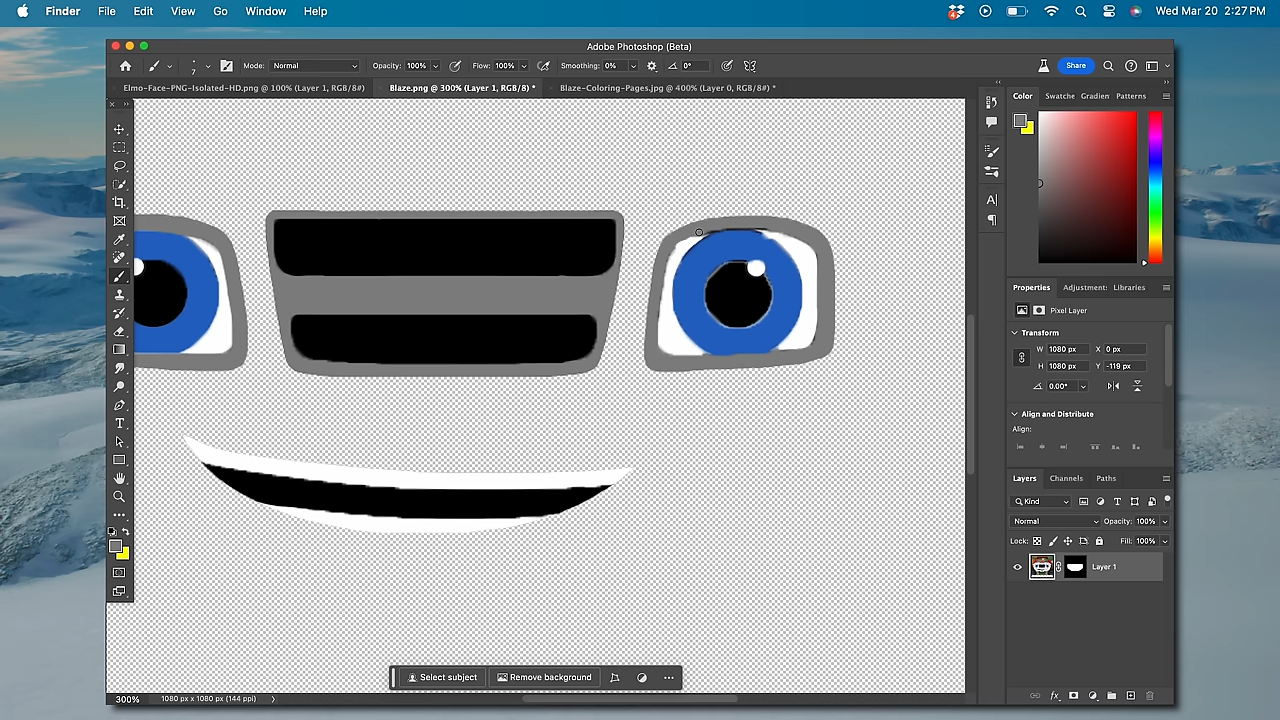 Finder File Edit View Go Window Help
4 Wed Mar 20 2:27 PM
Adobe Photoshop (Beta)
7 Mode: Normal Opacity: 100% Flow: 100% Smoothing: 0% 0° Share
Elmo-Face-PNG-Isolated-HD.png @ 100% (Layer 1, RGB/8#)
Blaze.png @ 300% (Layer 1, RGB/8) *
Blaze-Coloring-Pages.jpg @ 400% (Layer 0, RGB/8#) *
Color Swatche Gradien Patterns
Properties Adjustment: Libraries
Pixel Layer
Transform
W 1080 px X 0 px
H 1080 px Y -119 px
0.00°
Align and Distribute
Align:
Layers Channels Paths
Kind
Normal Opacity: 100%
Lock: Fill: 100%
Layer 1
Select subject Remove background
300% 1080 px x 1080 px (144 ppi)